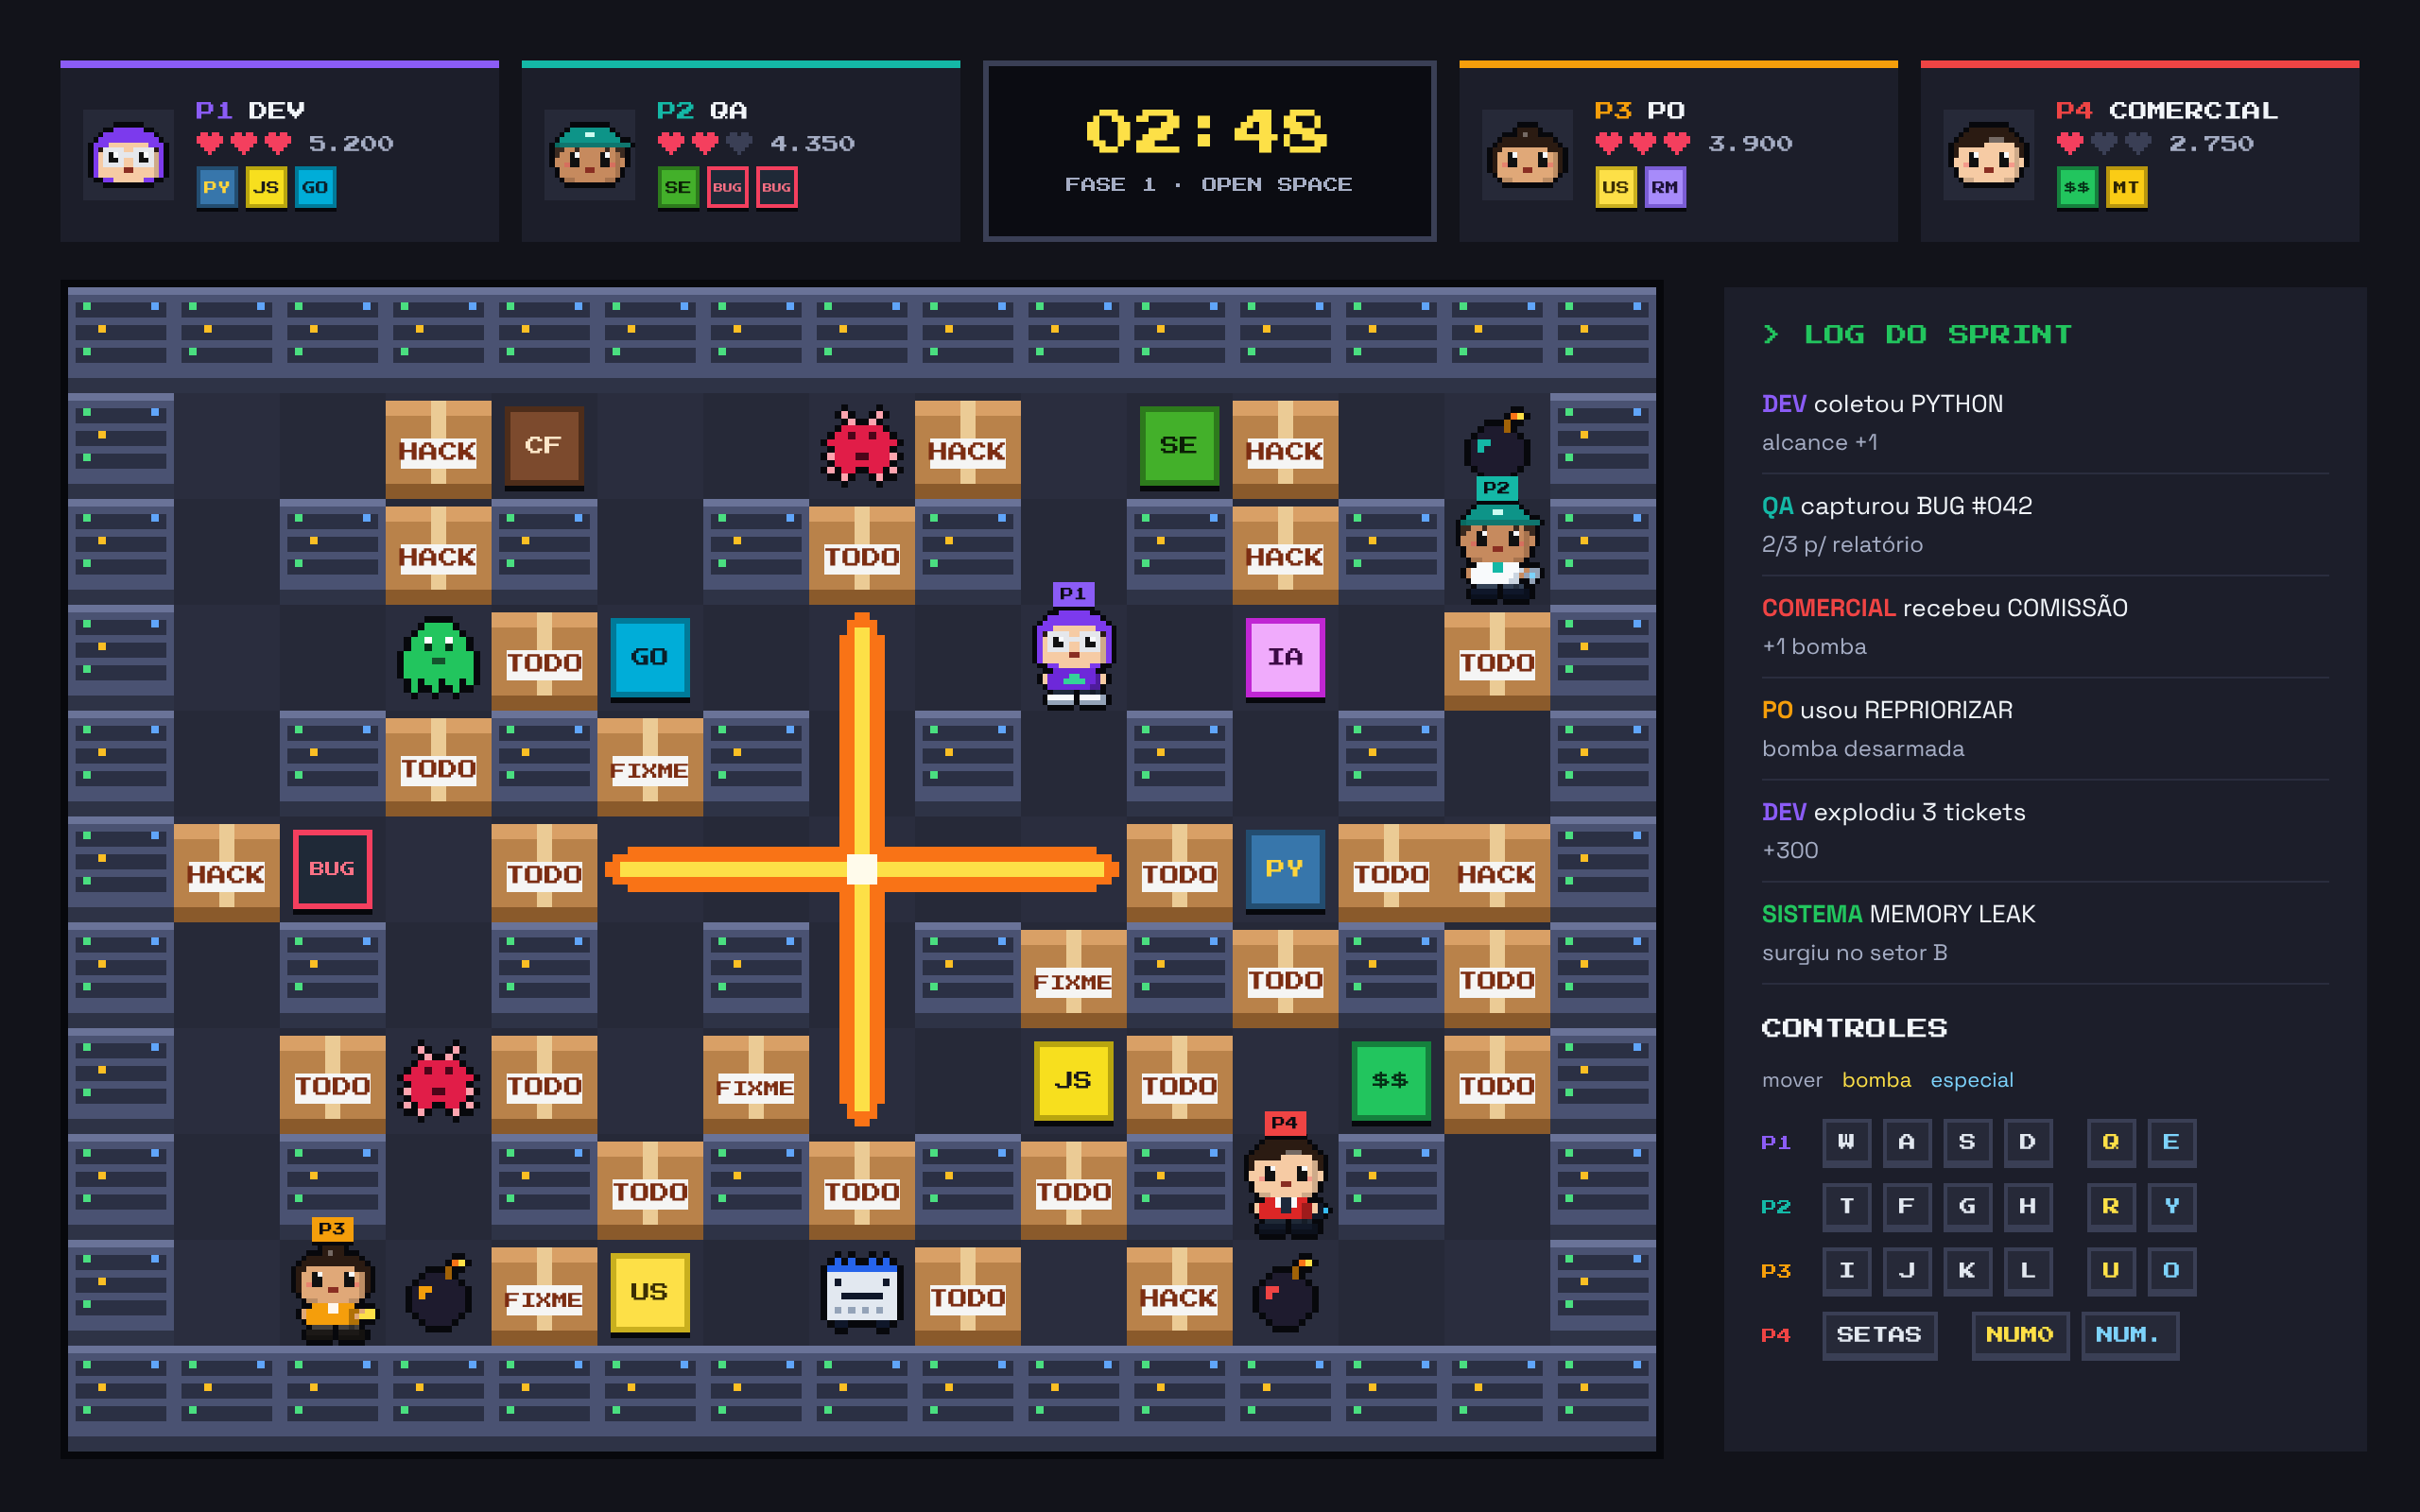 P1 DEV
5.200
PY JS GO
P2 QA
4.350
SE BUG BUG
02:48
FASE 1 · OPEN SPACE
P3 PO
3.900
US RM
P4 COMERCIAL
2.750
$$ MT
HACK CF HACK SE HACK
P2
HACK TODO HACK
P1
TODO GO IA TODO
TODO FIXME
HACK BUG TODO TODO PY TODO HACK
FIXME TODO TODO
TODO TODO FIXME JS TODO $$ TODO
P4
TODO TODO TODO
P3
FIXME US TODO HACK
> LOG DO SPRINT
DEV coletou PYTHON
alcance +1
QA capturou BUG #042
2/3 p/ relatório
COMERCIAL recebeu COMISSÃO
+1 bomba
PO usou REPRIORIZAR
bomba desarmada
DEV explodiu 3 tickets
+300
SISTEMA MEMORY LEAK
surgiu no setor B
CONTROLES
mover bomba especial
P1 W A S D Q E
P2 T F G H R Y
P3 I J K L U O
P4 SETAS NUM0 NUM.